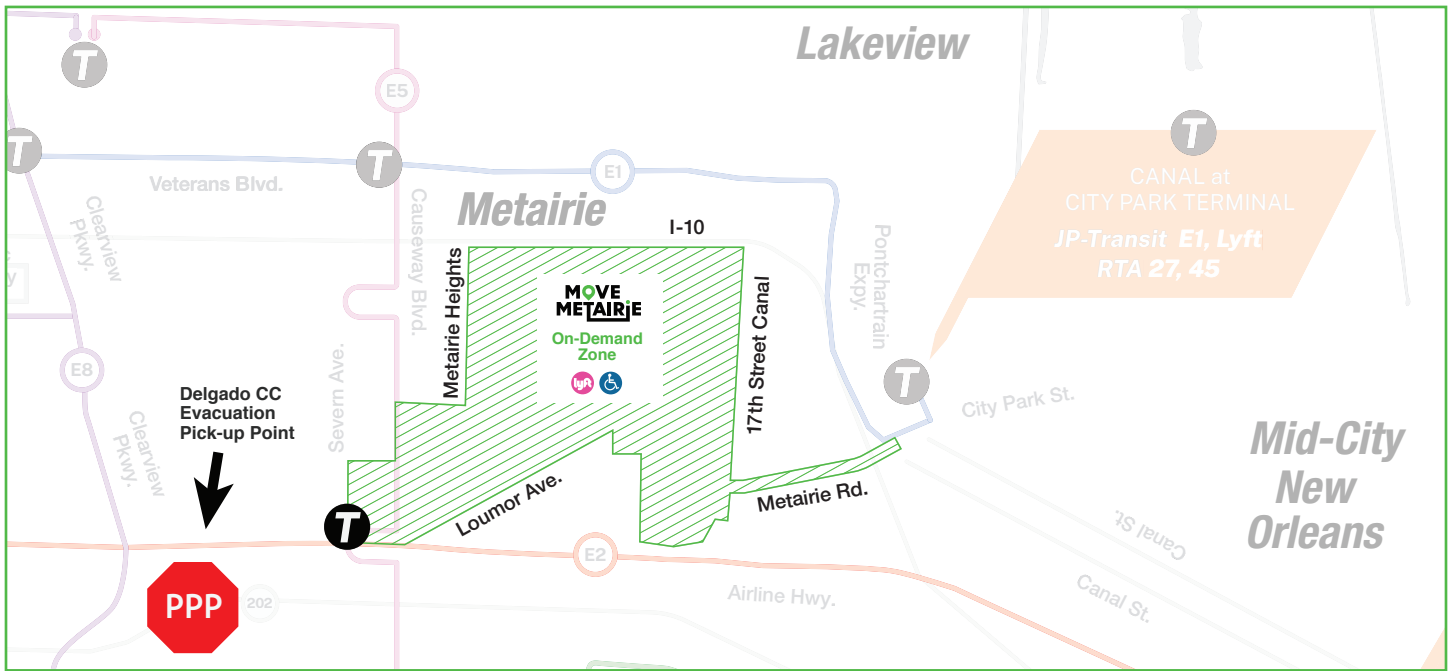 Lakeview
T
E5
T
T
T
E1
Veterans Blvd.
CANAL at
CITY PARK TERMINAL
JP-Transit E1, Lyft
RTA 27, 45
Clearview
Pkwy.
Causeway Blvd.
Metairie
I-10
Pontchartrain
Expy.
y
Metairie Heights
MOVE
METAIRIE
On-Demand
Zone
lyft
17th Street Canal
E8
T
Delgado CC
Evacuation
Pick-up Point
Severn Ave.
City Park St.
Clearview
Pkwy.
Mid-City
New
Orleans
Loumor Ave.
Metairie Rd.
T
Canal St.
E2
Canal St.
Airline Hwy.
PPP
202